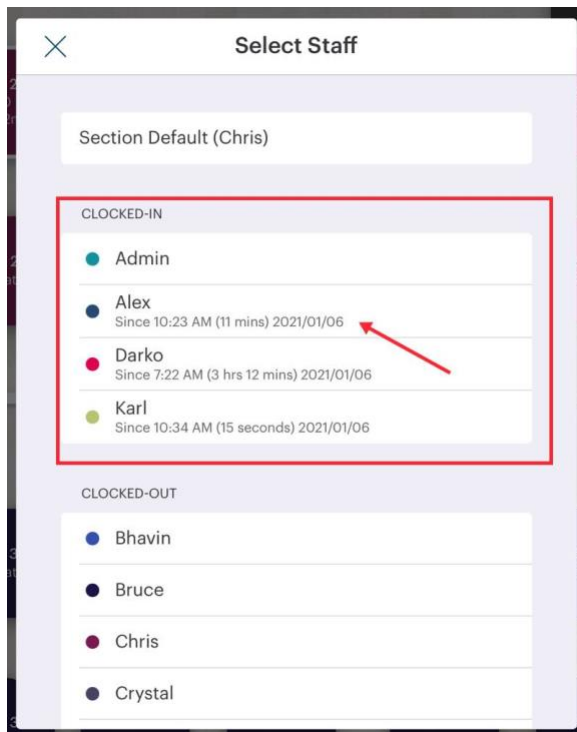 Select Staff
Section Default (Chris)
CLOCKED-IN
Admin
Alex
Since 10:23 AM (11 mins) 2021/01/06
Darko
Since 7:22 AM (3 hrs 12 mins) 2021/01/06
Karl
Since 10:34 AM (15 seconds) 2021/01/06
CLOCKED-OUT
Bhavin
Bruce
Chris
Crystal